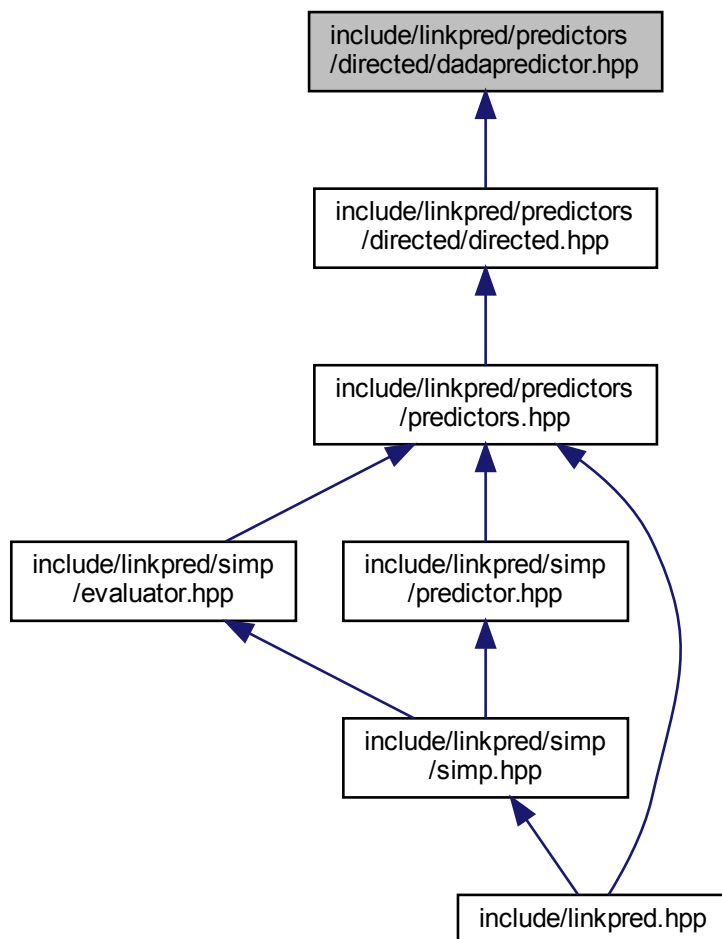 include/linkpred/predictors
/directed/dadapredictor.hpp
include/linkpred/predictors
/directed/directed.hpp
include/linkpred/predictors
/predictors.hpp
include/linkpred/simp
/evaluator.hpp
include/linkpred/simp
/predictor.hpp
include/linkpred/simp
/simp.hpp
include/linkpred.hpp